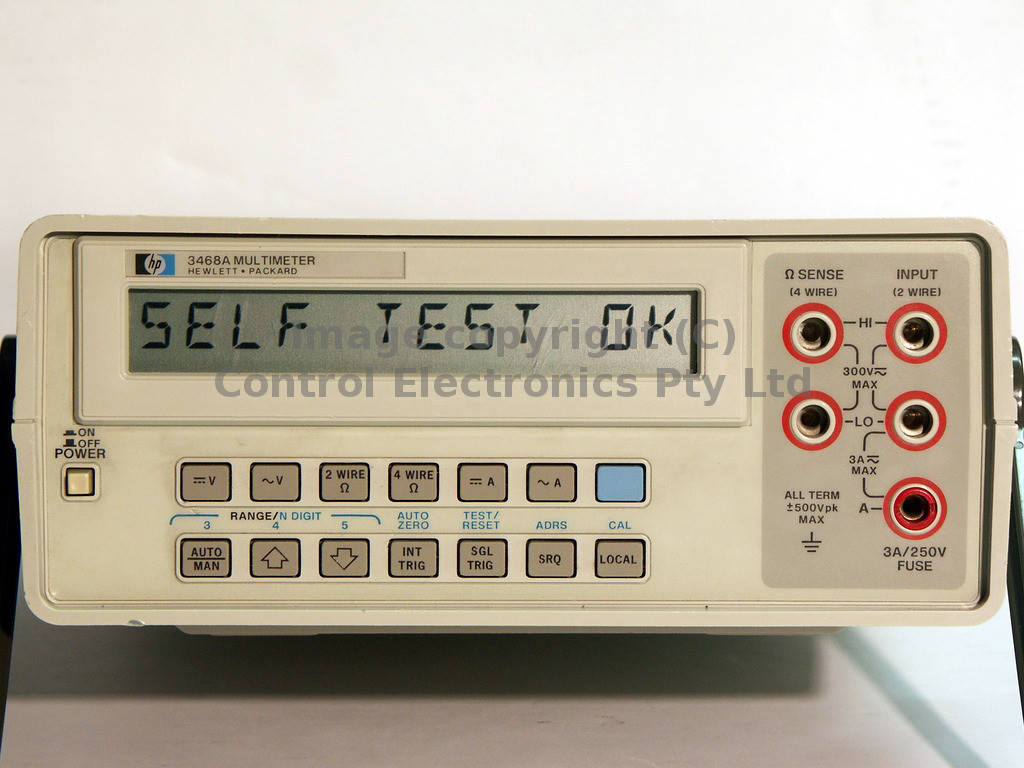 hp
3468A MULTIMETER
HEWLETT • PACKARD
SELF TEST OK
Image copyright (C)
Control Electronics Pty Ltd
Ω SENSE
(4 WIRE)
INPUT
(2 WIRE)
HI
300V⎓~
MAX
LO
3A⎓~
MAX
ALL TERM
±500Vpk
MAX
A
3A/250V
FUSE
ON
OFF
POWER
⎓V
~V
2 WIRE
Ω
4 WIRE
Ω
⎓A
~A
RANGE/N DIGIT
3 4 5
AUTO
ZERO
TEST/
RESET
ADRS
CAL
AUTO
MAN
INT
TRIG
SGL
TRIG
SRQ
LOCAL